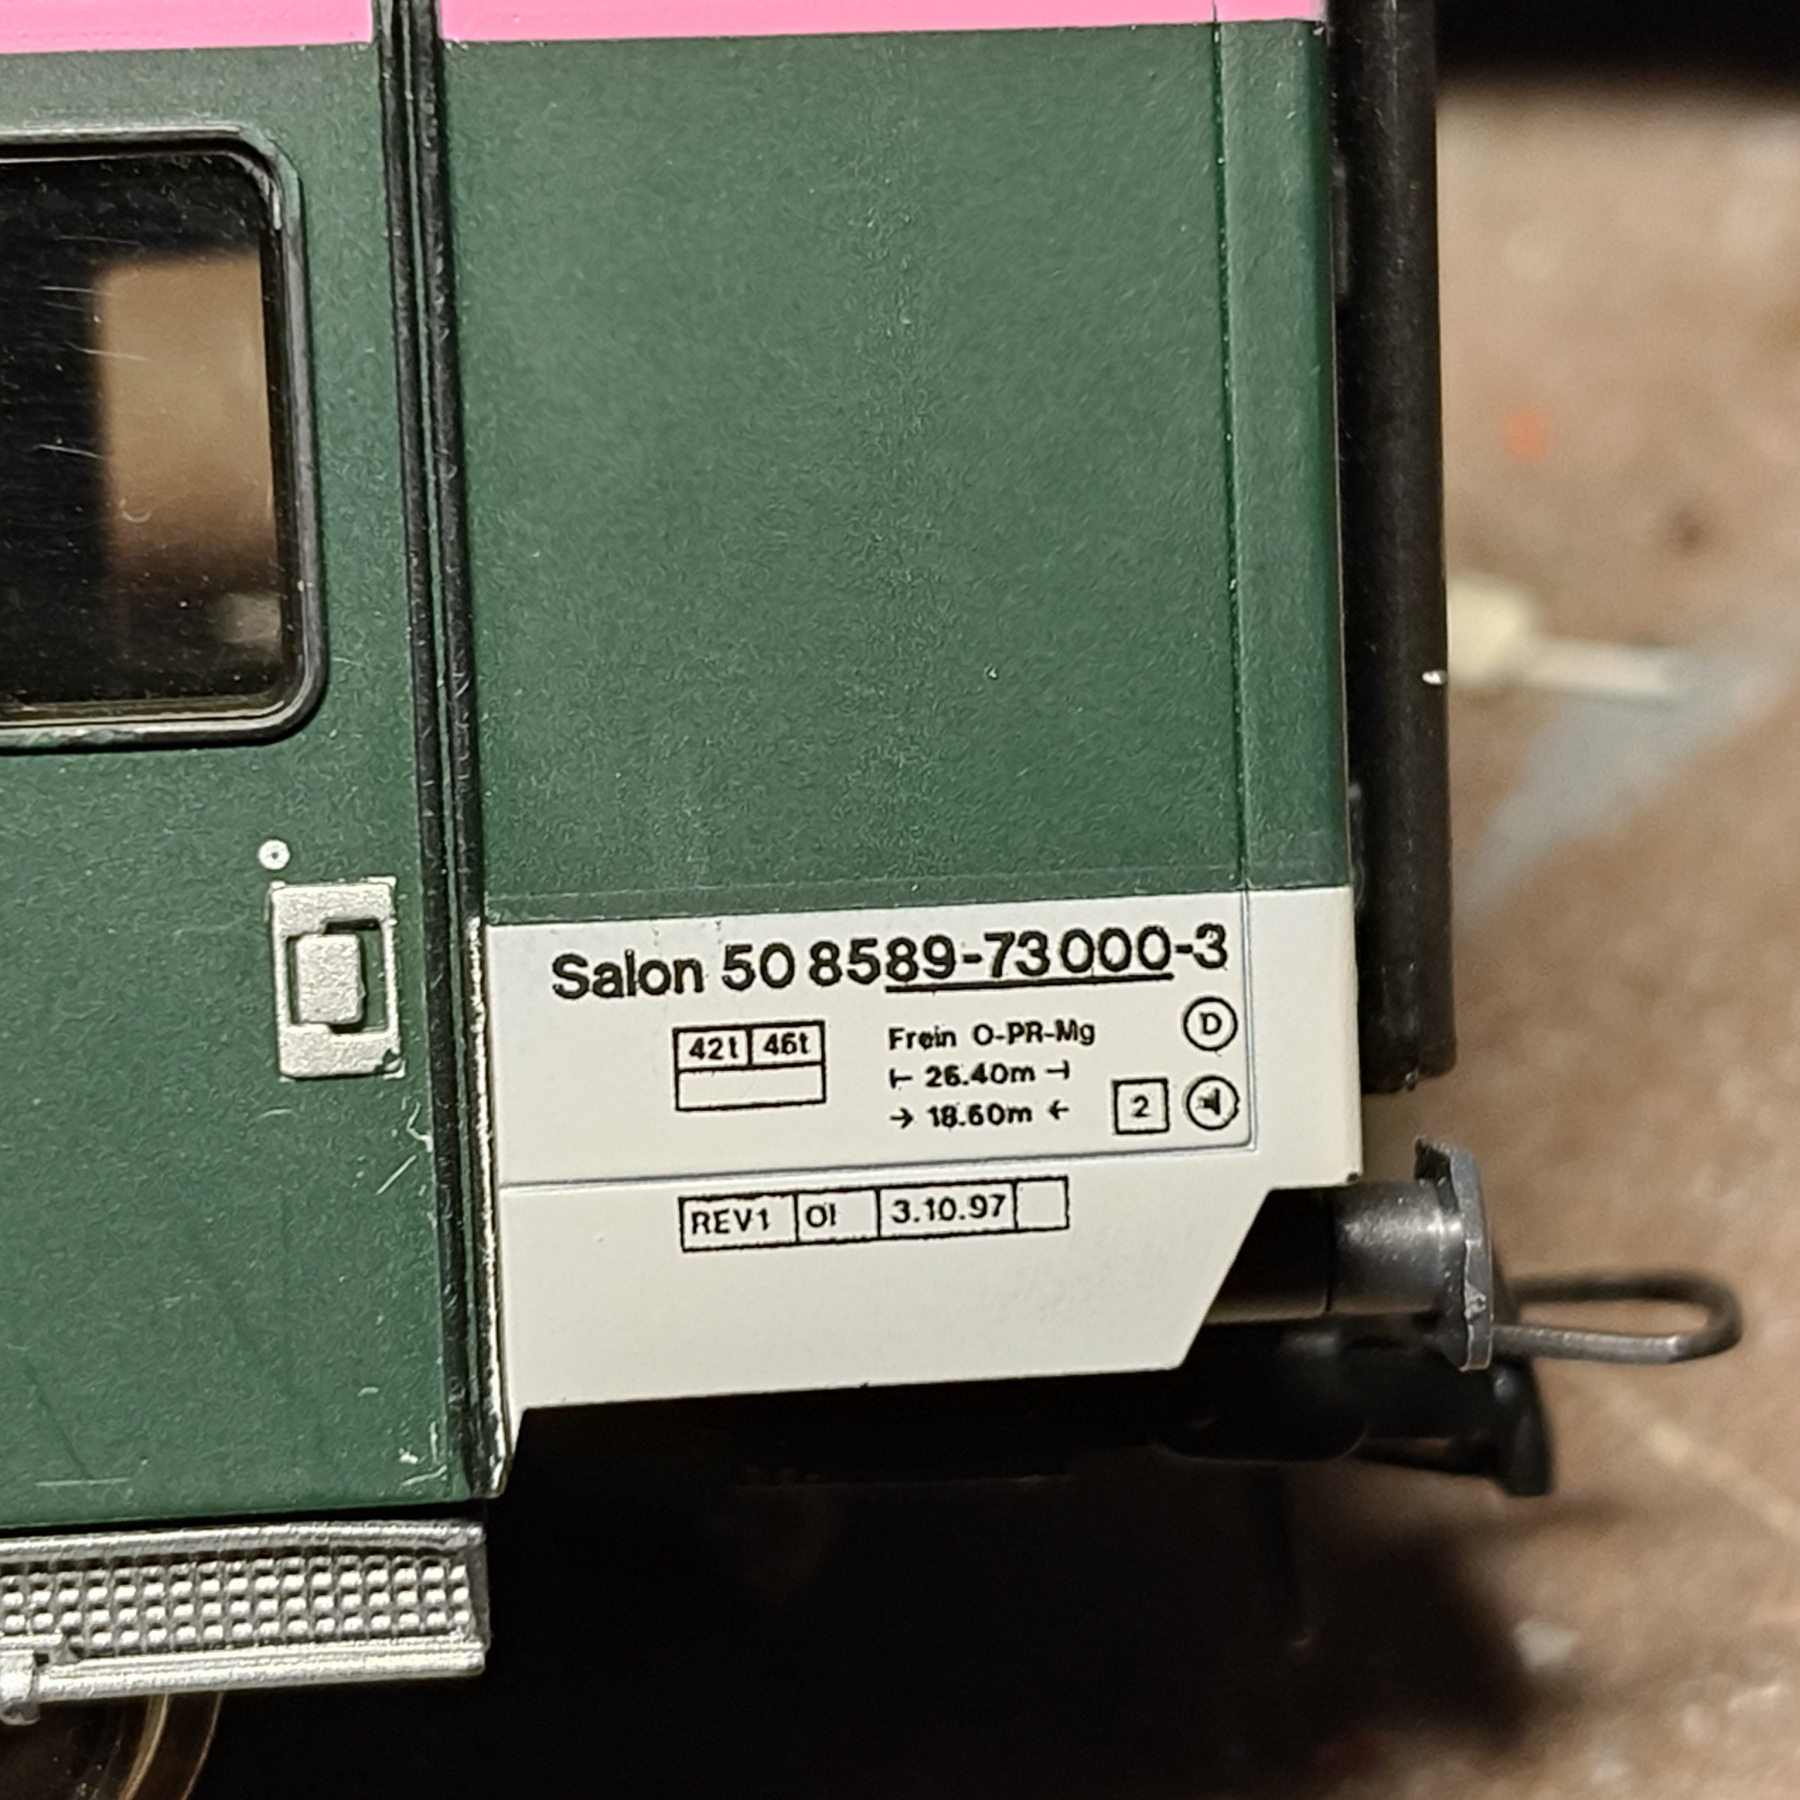 Salon 50 8589-73 000-3
42t 46t
Frein O-PR-Mg
D
⊢ 26.40m ⊣
→ 18.60m ←
2
REV1 Ol 3.10.97